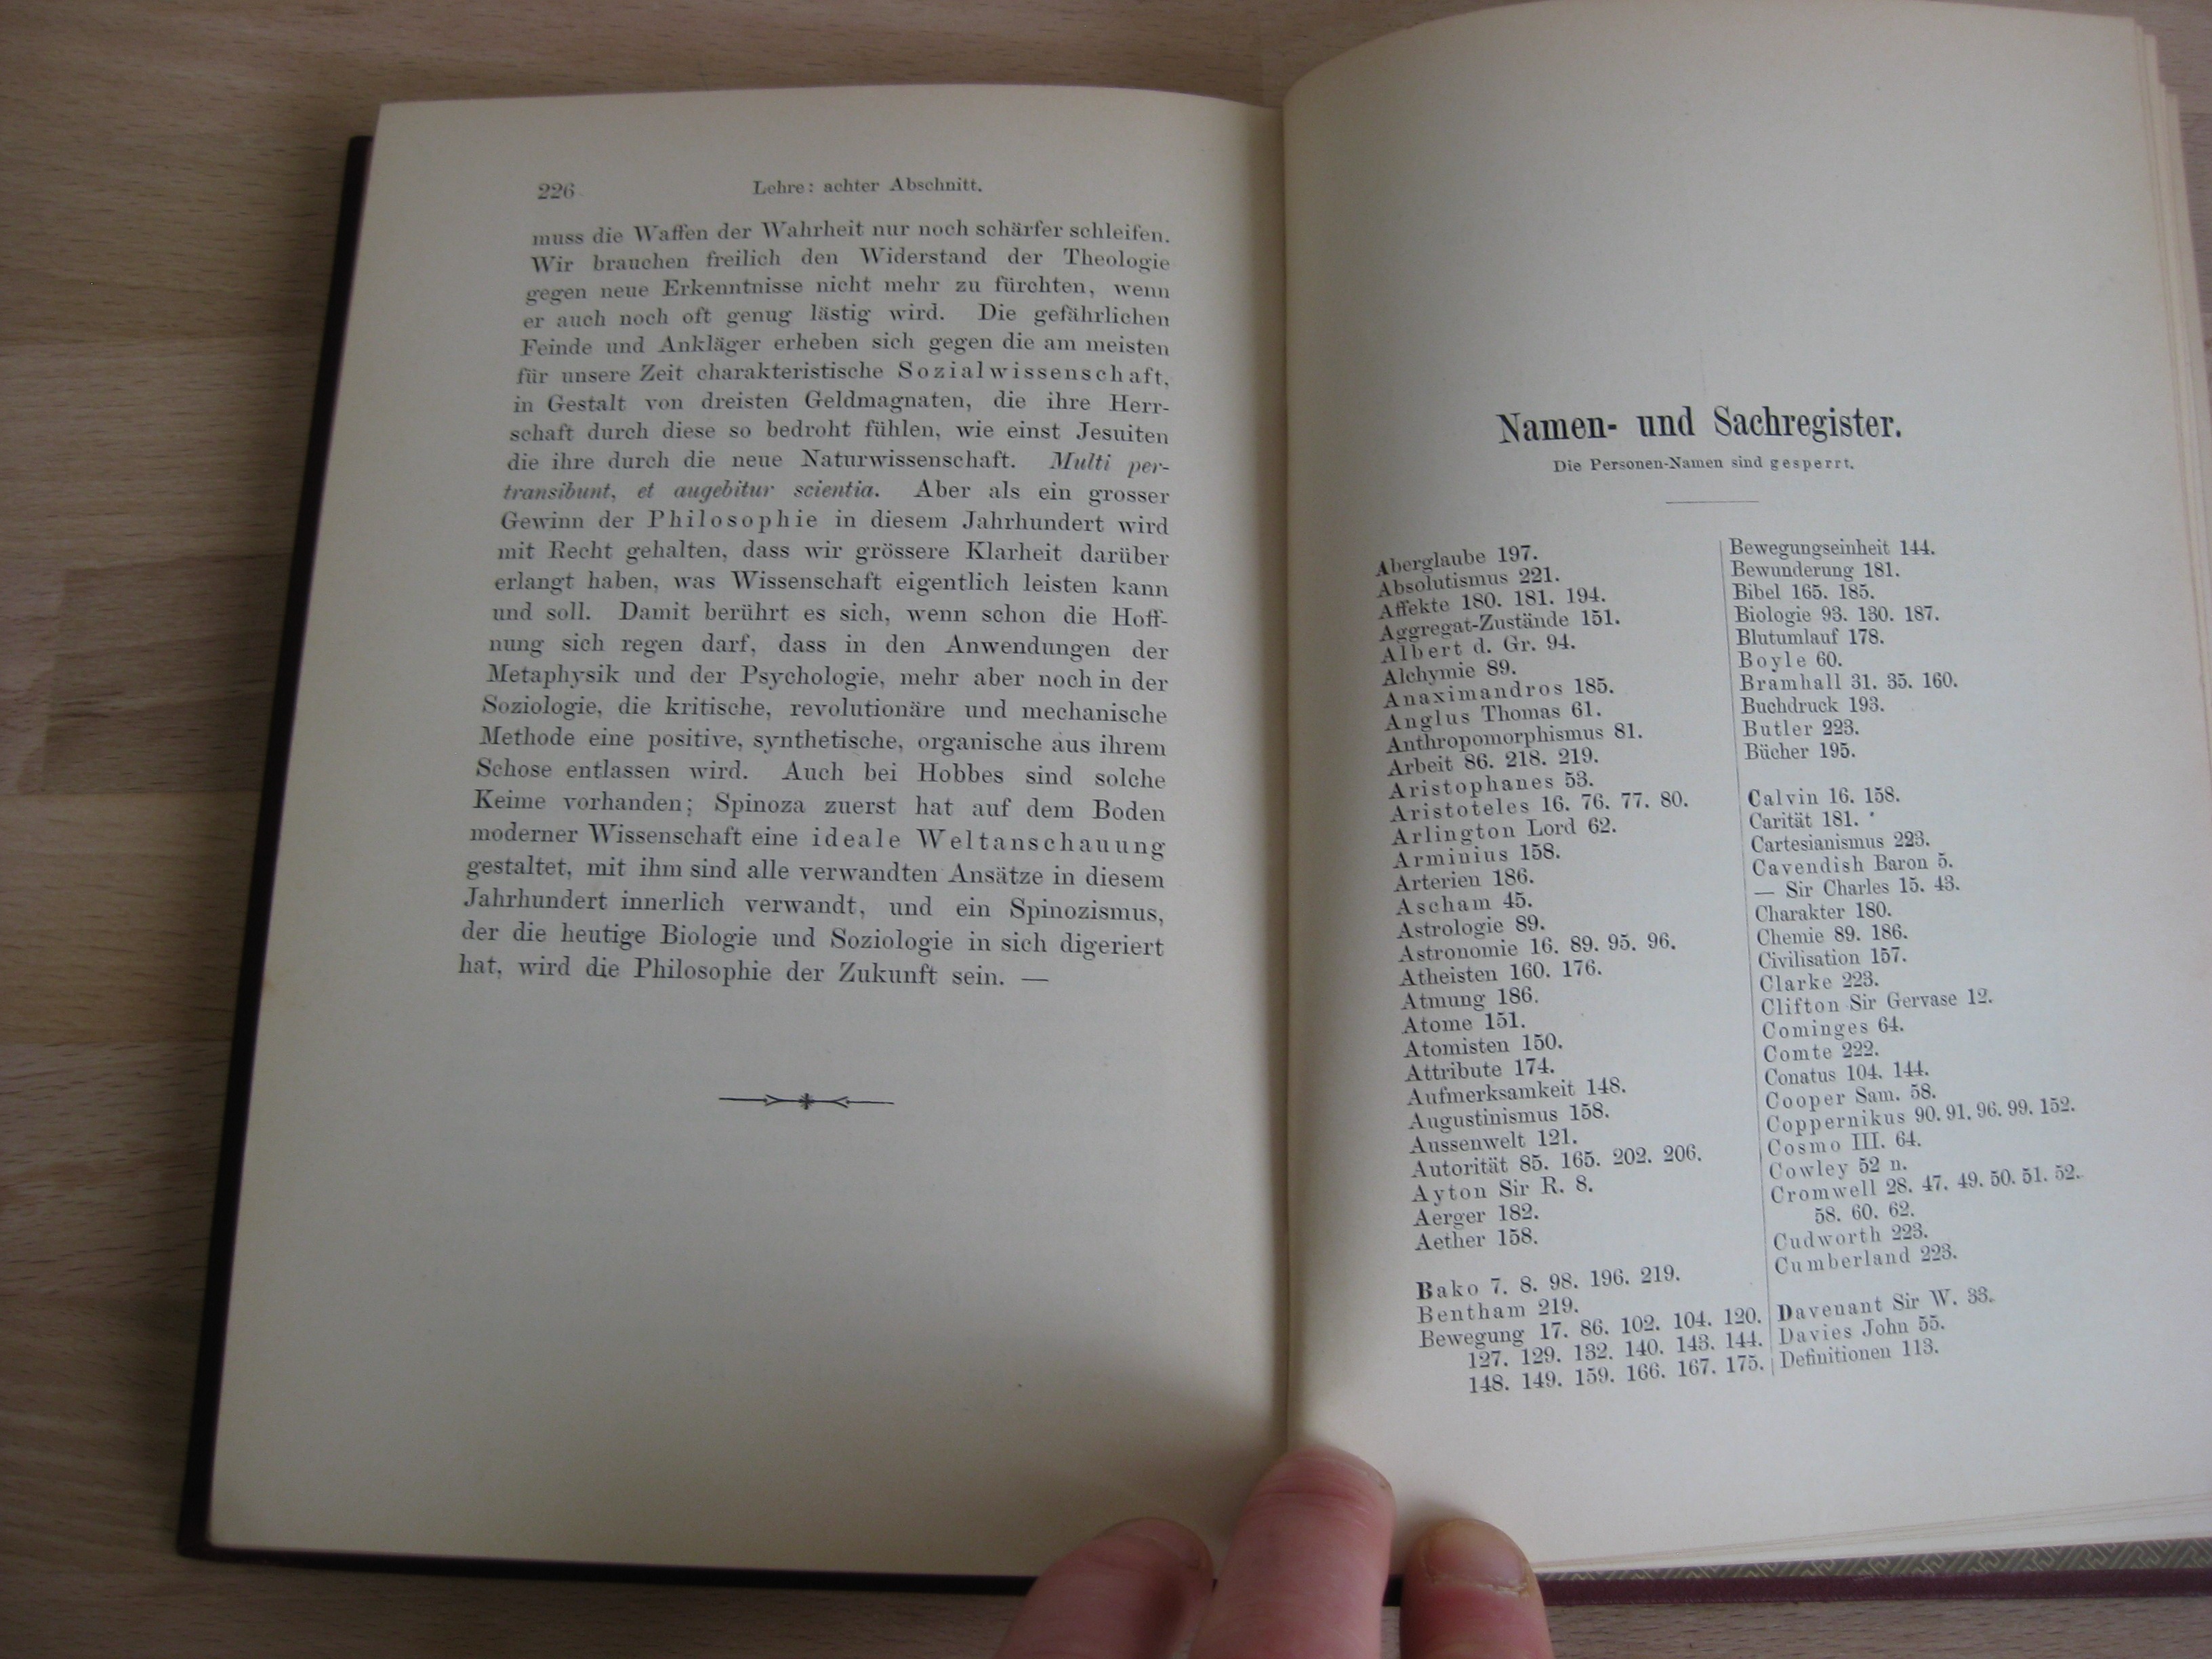 226
Lehre: achter Abschnitt.
muss die Waffen der Wahrheit nur noch schärfer schleifen.
Wir brauchen freilich den Widerstand der Theologie
gegen neue Erkenntnisse nicht mehr zu fürchten, wenn
er auch noch oft genug lästig wird. Die gefährlichen
Feinde und Ankläger erheben sich gegen die am meisten
für unsere Zeit charakteristische Sozialwissenschaft,
in Gestalt von dreisten Geldmagnaten, die ihre Herr-
schaft durch diese so bedroht fühlen, wie einst Jesuiten
die ihre durch die neue Naturwissenschaft. Multi per-
transibunt, et augebitur scientia. Aber als ein grosser
Gewinn der Philosophie in diesem Jahrhundert wird
mit Recht gehalten, dass wir grössere Klarheit darüber
erlangt haben, was Wissenschaft eigentlich leisten kann
und soll. Damit berührt es sich, wenn schon die Hoff-
nung sich regen darf, dass in den Anwendungen der
Metaphysik und der Psychologie, mehr aber noch in der
Soziologie, die kritische, revolutionäre und mechanische
Methode eine positive, synthetische, organische aus ihrem
Schose entlassen wird. Auch bei Hobbes sind solche
Keime vorhanden; Spinoza zuerst hat auf dem Boden
moderner Wissenschaft eine ideale Weltanschauung
gestaltet, mit ihm sind alle verwandten Ansätze in diesem
Jahrhundert innerlich verwandt, und ein Spinozismus,
der die heutige Biologie und Soziologie in sich digeriert
hat, wird die Philosophie der Zukunft sein. —
Namen- und Sachregister.
Die Personen-Namen sind gesperrt.
Aberglaube 197.
Absolutismus 221.
Affekte 180. 181. 194.
Aggregat-Zustände 151.
Albert d. Gr. 94.
Alchymie 89.
Anaximandros 185.
Anglus Thomas 61.
Anthropomorphismus 81.
Arbeit 86. 218. 219.
Aristophanes 53.
Aristoteles 16. 76. 77. 80.
Arlington Lord 62.
Arminius 158.
Arterien 186.
Ascham 45.
Astrologie 89.
Astronomie 16. 89. 95. 96.
Atheisten 160. 176.
Atmung 186.
Atome 151.
Atomisten 150.
Attribute 174.
Aufmerksamkeit 148.
Augustinismus 158.
Aussenwelt 121.
Autorität 85. 165. 202. 206.
Ayton Sir R. 8.
Aerger 182.
Aether 158.
Bako 7. 8. 98. 196. 219.
Bentham 219.
Bewegung 17. 86. 102. 104. 120.
127. 129. 132. 140. 143. 144.
148. 149. 159. 166. 167. 175.
Bewegungseinheit 144.
Bewunderung 181.
Bibel 165. 185.
Biologie 93. 130. 187.
Blutumlauf 178.
Boyle 60.
Bramhall 31. 35. 160.
Buchdruck 193.
Butler 223.
Bücher 195.
Calvin 16. 158.
Carität 181.
Cartesianismus 223.
Cavendish Baron 5.
— Sir Charles 15. 43.
Charakter 180.
Chemie 89. 186.
Civilisation 157.
Clarke 223.
Clifton Sir Gervase 12.
Cominges 64.
Comte 222.
Conatus 104. 144.
Cooper Sam. 58.
Coppernikus 90. 91. 96. 99. 152.
Cosmo III. 64.
Cowley 52 n.
Cromwell 28. 47. 49. 50. 51. 52.
58. 60. 62.
Cudworth 223.
Cumberland 223.
Davenant Sir W. 33.
Davies John 55.
Definitionen 113.